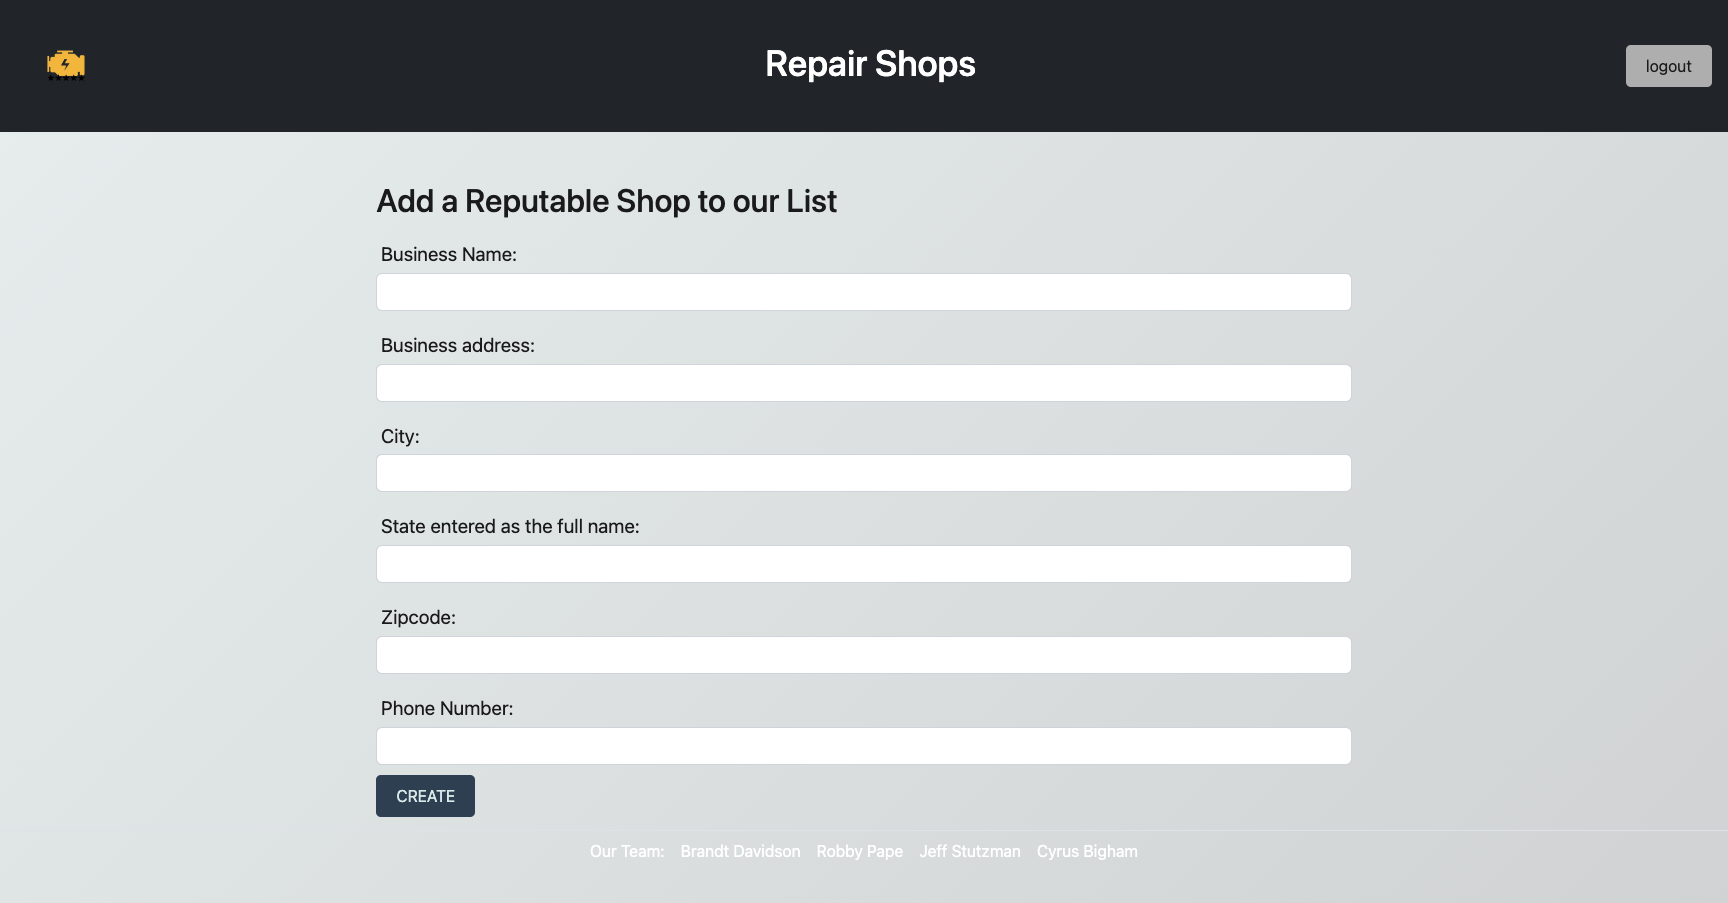 Repair Shops
logout
Add a Reputable Shop to our List
Business Name:
Business address:
City:
State entered as the full name:
Zipcode:
Phone Number:
CREATE
Our Team: Brandt Davidson Robby Pape Jeff Stutzman Cyrus Bigham